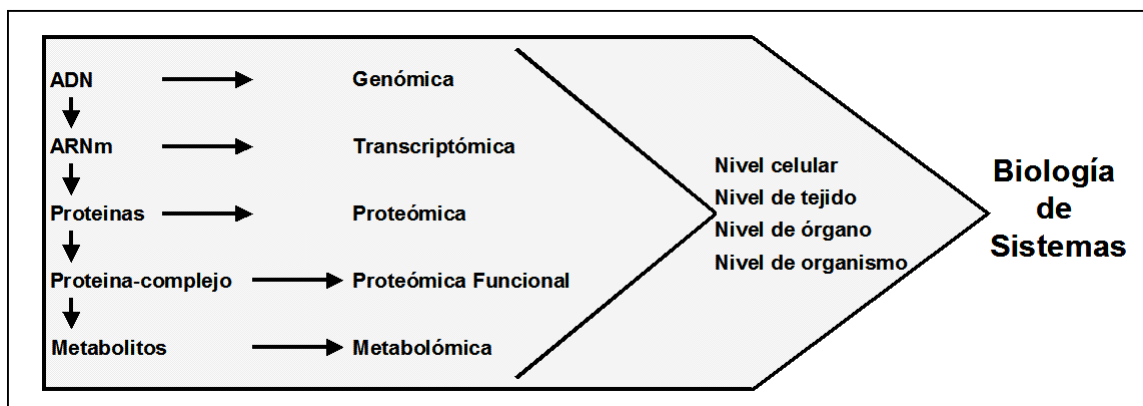 ADN
Genómica
ARNm
Transcriptómica
Proteinas
Proteómica
Proteina-complejo
Proteómica Funcional
Metabolitos
Metabolómica
Nivel celular
Nivel de tejido
Nivel de órgano
Nivel de organismo
Biología
de
Sistemas